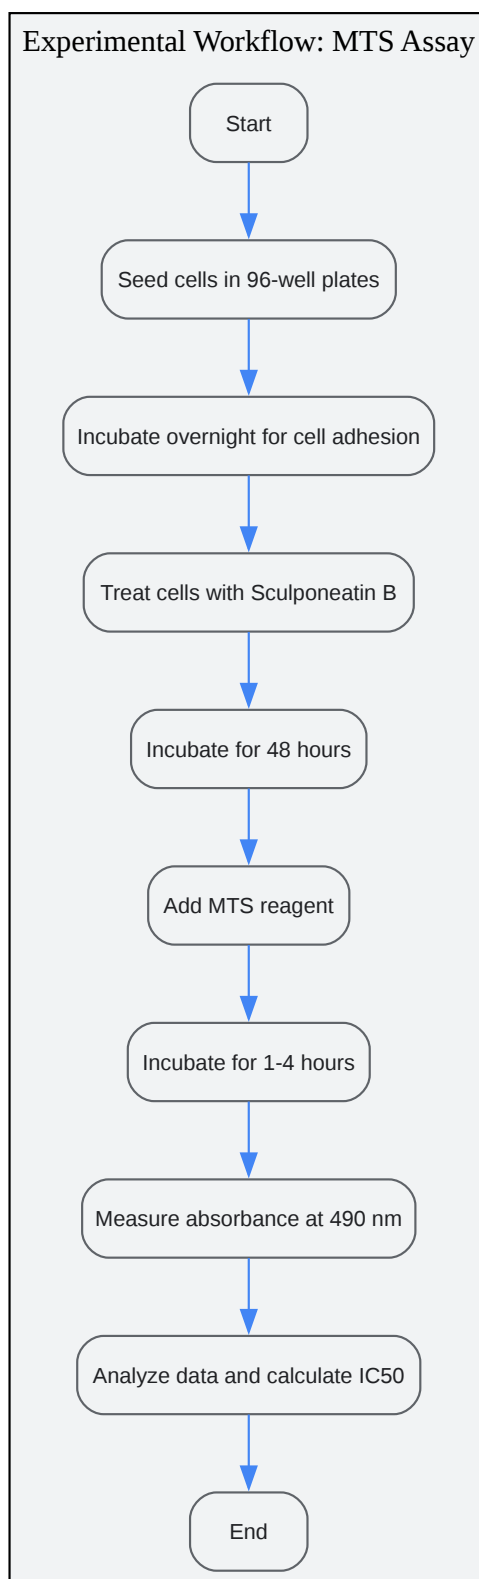 Experimental Workflow: MTS Assay
Start
Seed cells in 96-well plates
Incubate overnight for cell adhesion
Treat cells with Sculponeatin B
Incubate for 48 hours
Add MTS reagent
Incubate for 1-4 hours
Measure absorbance at 490 nm
Analyze data and calculate IC50
End